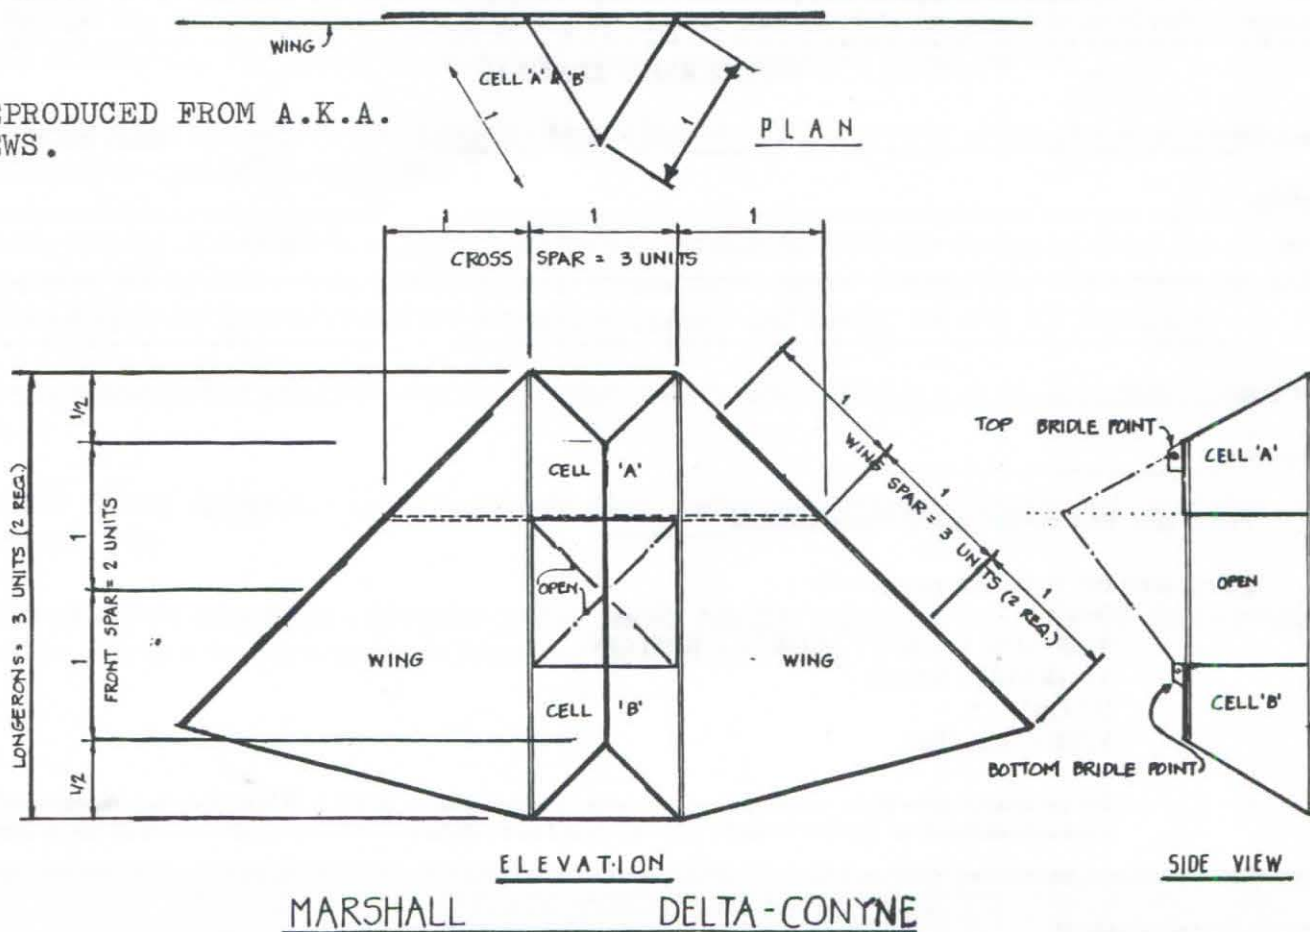 WING
CELL 'A' & 'B'
1
1
EPRODUCED FROM A.K.A.
EWS.
PLAN
1
1
1
CROSS SPAR = 3 UNITS
LONGERONS = 3 UNITS (2 REQ.)
1/2
1
1
1/2
FRONT SPAR = 2 UNITS
CELL 'A'
OPEN
CELL 'B'
WING
WING
1
1
1
WING SPAR = 3 UNITS (2 REQ.)
TOP BRIDLE POINT
CELL 'A'
OPEN
CELL 'B'
BOTTOM BRIDLE POINT
ELEVATION
SIDE VIEW
MARSHALL DELTA-CONYNE